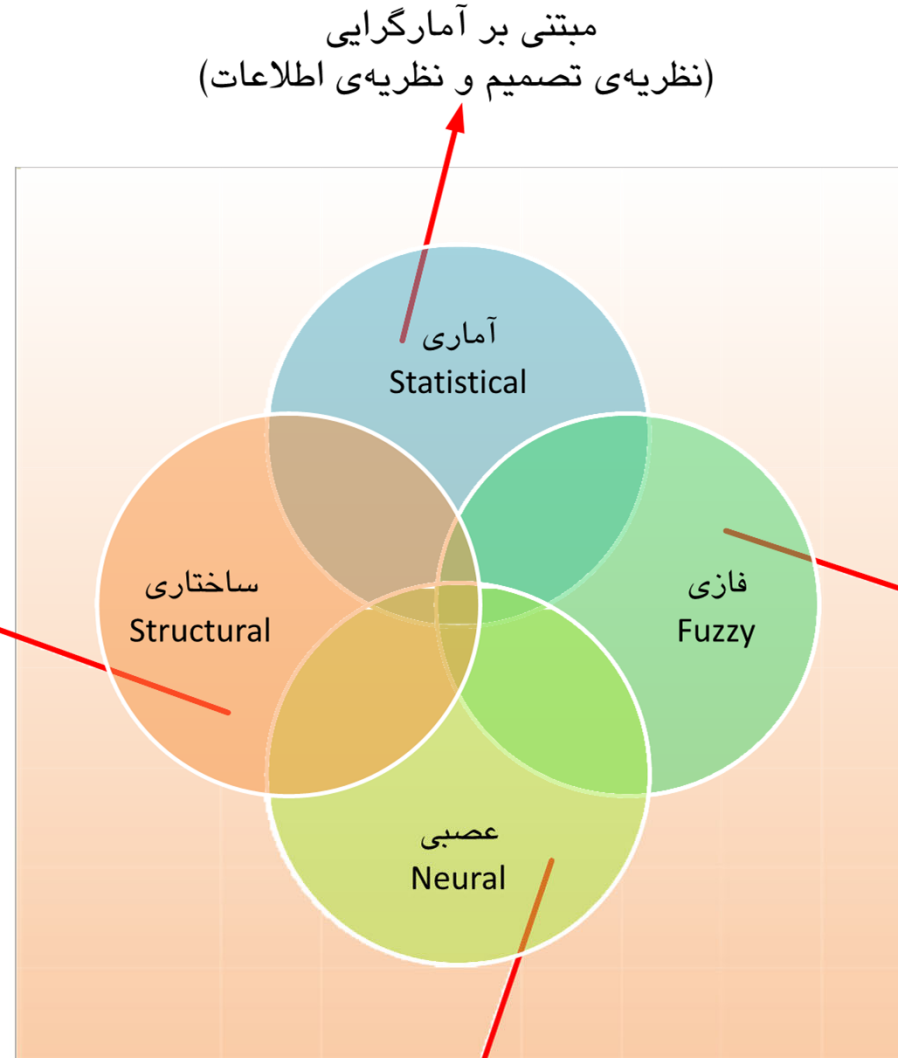 مبتنی بر آمارگرایی
(نظریه‌ی تصمیم و نظریه‌ی اطلاعات)
آماری
Statistical
ساختاری
Structural
فازی
Fuzzy
عصبی
Neural